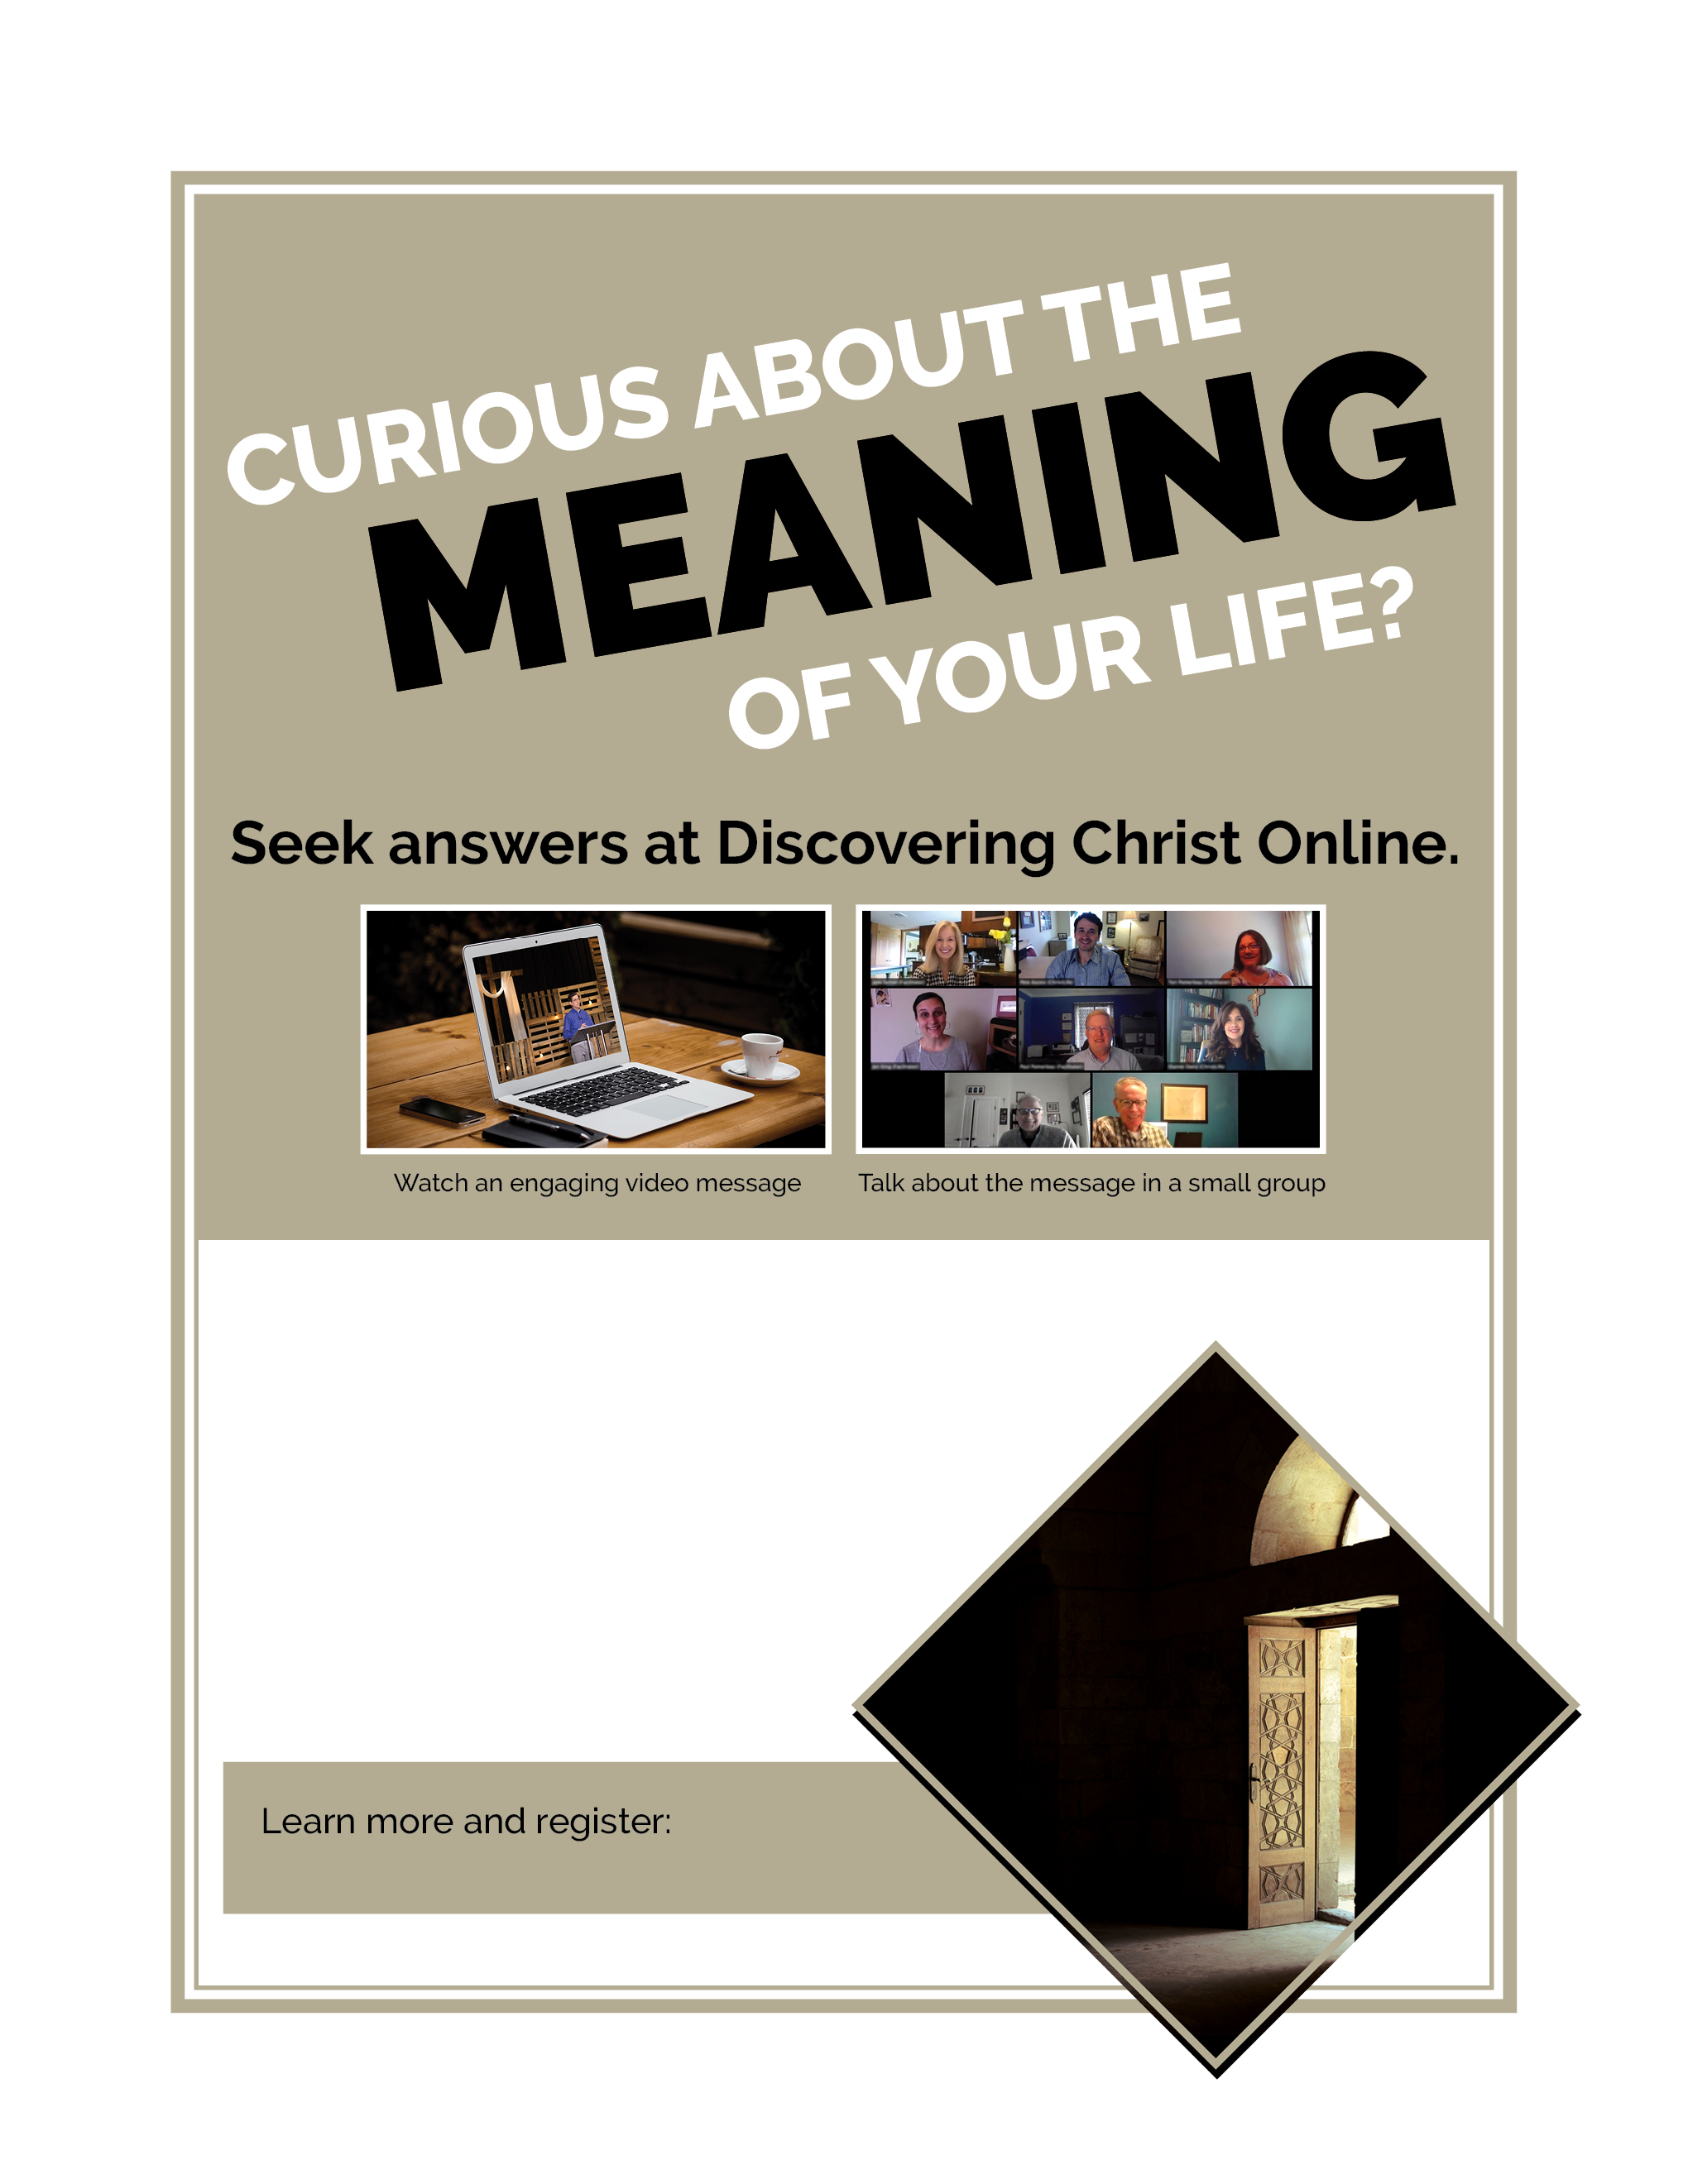 CURIOUS ABOUT THE
MEANING
OF YOUR LIFE?
Seek answers at Discovering Christ Online.
Watch an engaging video message
Talk about the message in a small group
Learn more and register: